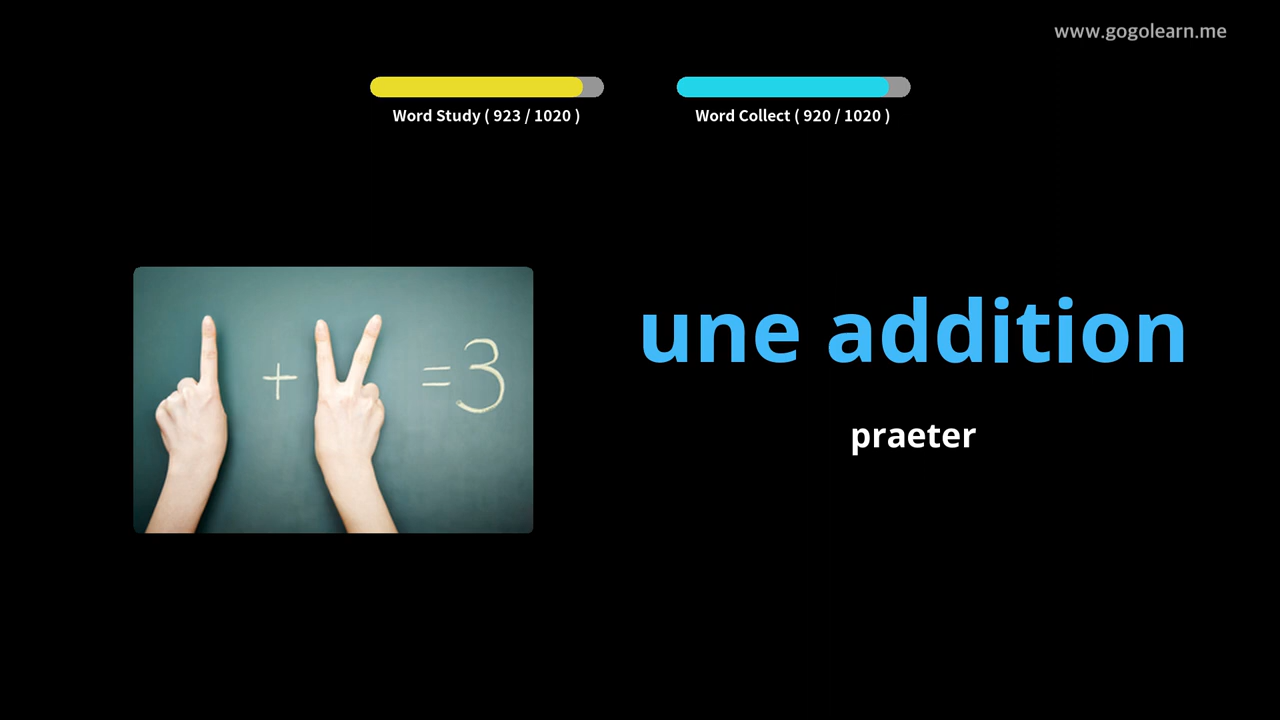 www.gogolearn.me
Word Study ( 923 / 1020 )
Word Collect ( 920 / 1020 )
+ = 3
une addition
praeter